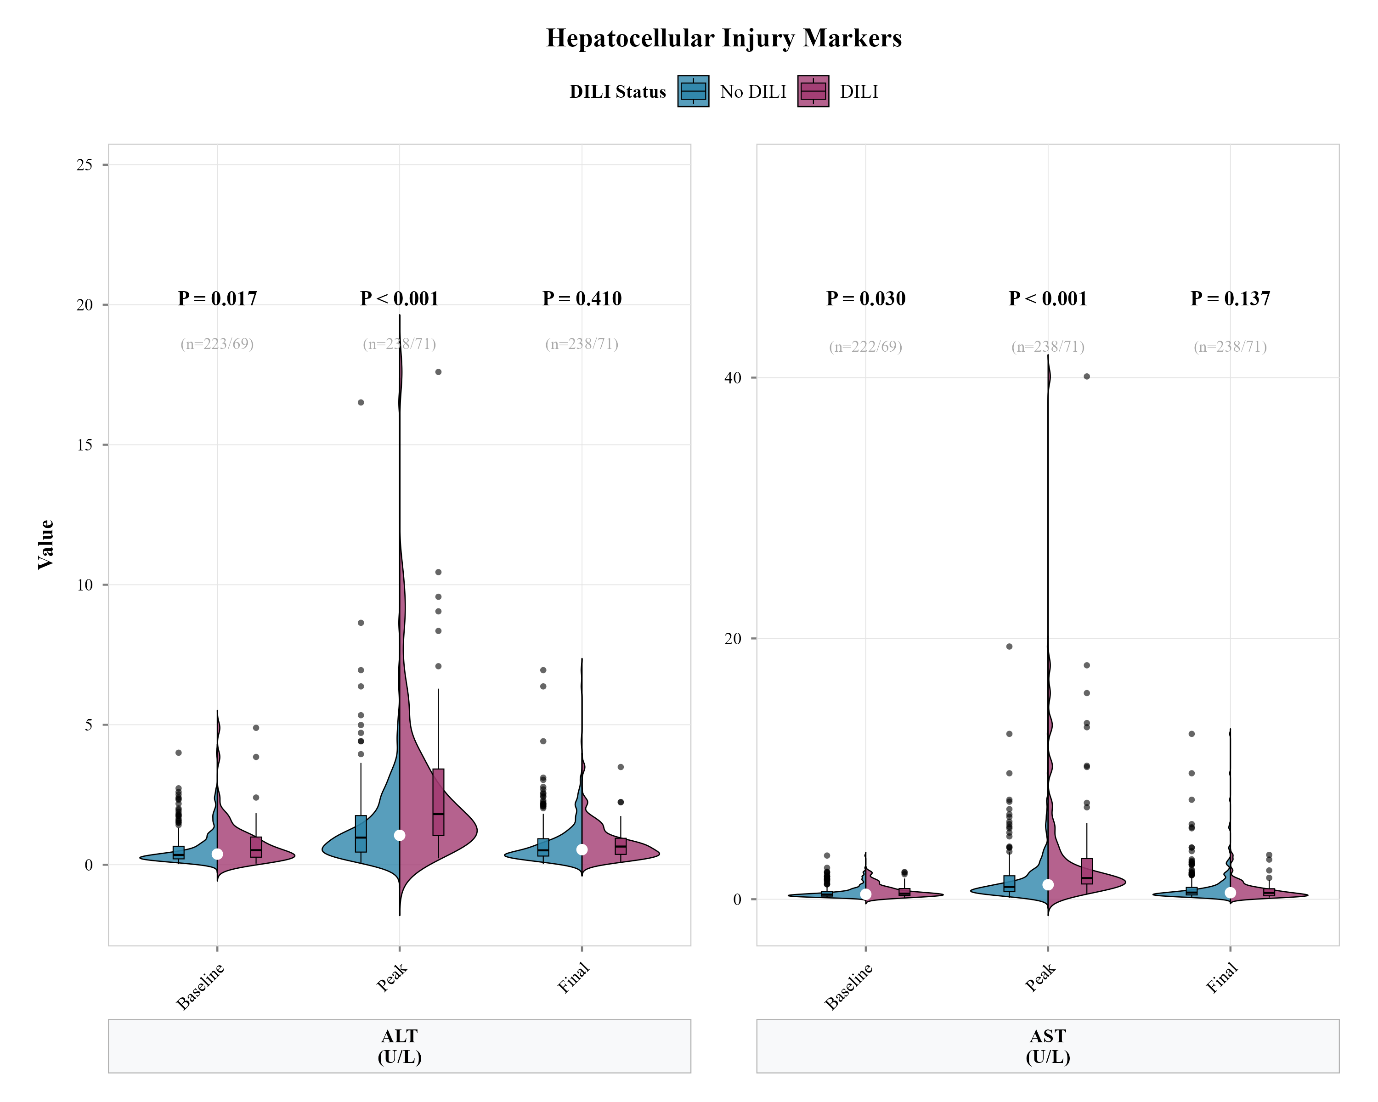 Hepatocellular Injury Markers
DILI Status No DILI DILI
Value
25
20
15
10
5
0
P = 0.017 P < 0.001 P = 0.410
(n=223/69) (n=238/71) (n=238/71)
Baseline Peak Final
ALT
(U/L)
40
20
0
P = 0.030 P < 0.001 P = 0.137
(n=222/69) (n=238/71) (n=238/71)
Baseline Peak Final
AST
(U/L)